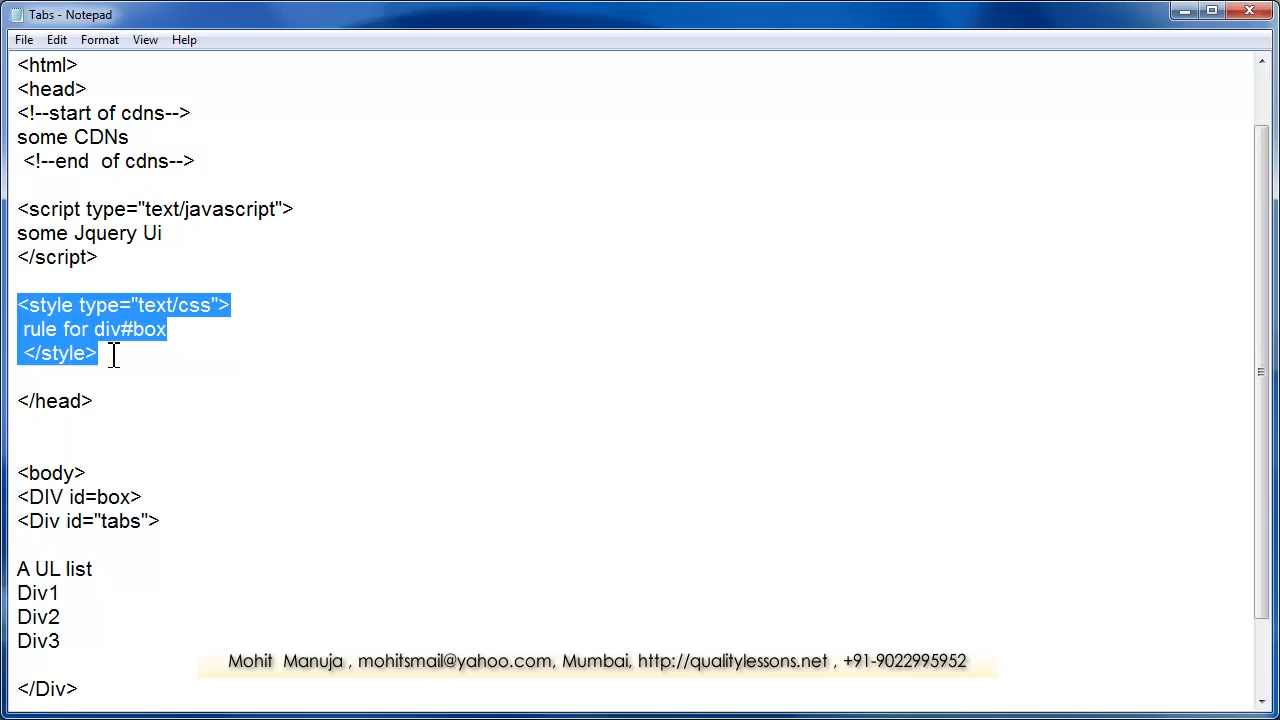 Tabs - Notepad
File Edit Format View Help
<html>
<head>
<!--start of cdns-->
some CDNs
<!--end  of cdns-->
<script type="text/javascript">
some Jquery Ui
</script>
<style type="text/css">
rule for div#box
</style>
</head>
<body>
<DIV id=box>
<Div id="tabs">
A UL list
Div1
Div2
Div3
Mohit  Manuja , mohitsmail@yahoo.com, Mumbai, http://qualitylessons.net , +91-9022995952
</Div>